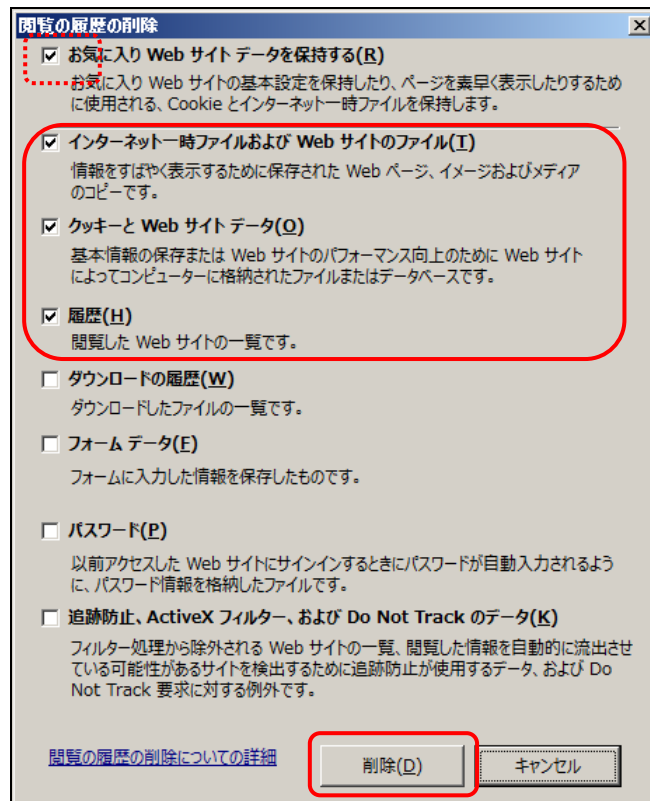 閲覧の履歴の削除
お気に入り Web サイト データを保持する(R)
お気に入り Web サイトの基本設定を保持したり、ページを素早く表示したりするため
に使用される、Cookie とインターネット一時ファイルを保持します。
インターネット一時ファイルおよび Web サイトのファイル(T)
情報をすばやく表示するために保存された Web ページ、イメージおよびメディア
のコピーです。
クッキーと Web サイト データ(O)
基本情報の保存または Web サイトのパフォーマンス向上のために Web サイト
によってコンピューターに格納されたファイルまたはデータベースです。
履歴(H)
閲覧した Web サイトの一覧です。
ダウンロードの履歴(W)
ダウンロードしたファイルの一覧です。
フォーム データ(F)
フォームに入力した情報を保存したものです。
パスワード(P)
以前アクセスした Web サイトにサインインするときにパスワードが自動入力されるよう
に、パスワード情報を格納したファイルです。
追跡防止、ActiveX フィルター、および Do Not Track のデータ(K)
フィルター処理から除外される Web サイトの一覧、閲覧した情報を自動的に流出させ
ている可能性があるサイトを検出するために追跡防止が使用するデータ、および Do
Not Track 要求に対する例外です。
閲覧の履歴の削除についての詳細
削除(D)
キャンセル